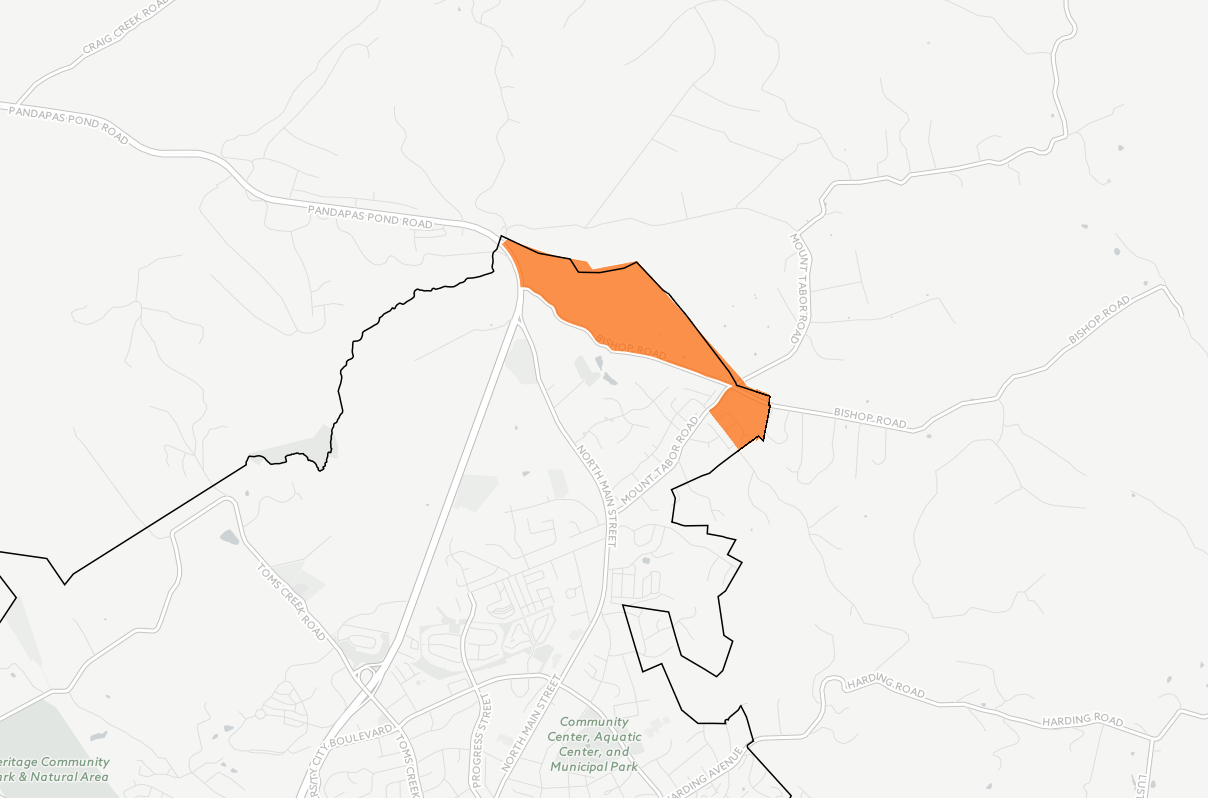 CRAIG CREEK ROAD
PANDAPAS POND ROAD
PANDAPAS POND ROAD
MOUNT TABOR ROAD
BISHOP ROAD
BISHOP ROAD
BISHOP ROAD
MOUNT TABOR ROAD
NORTH MAIN STREET
TOMS CREEK ROAD
HARDING ROAD
HARDING ROAD
Community
Center, Aquatic
Center, and
Municipal Park
NORTH MAIN STREET
PROGRESS STREET
RSITY CITY BOULEVARD
TOMS CREEK
HARDING AVENUE
eritage Community
ark & Natural Area
LUST